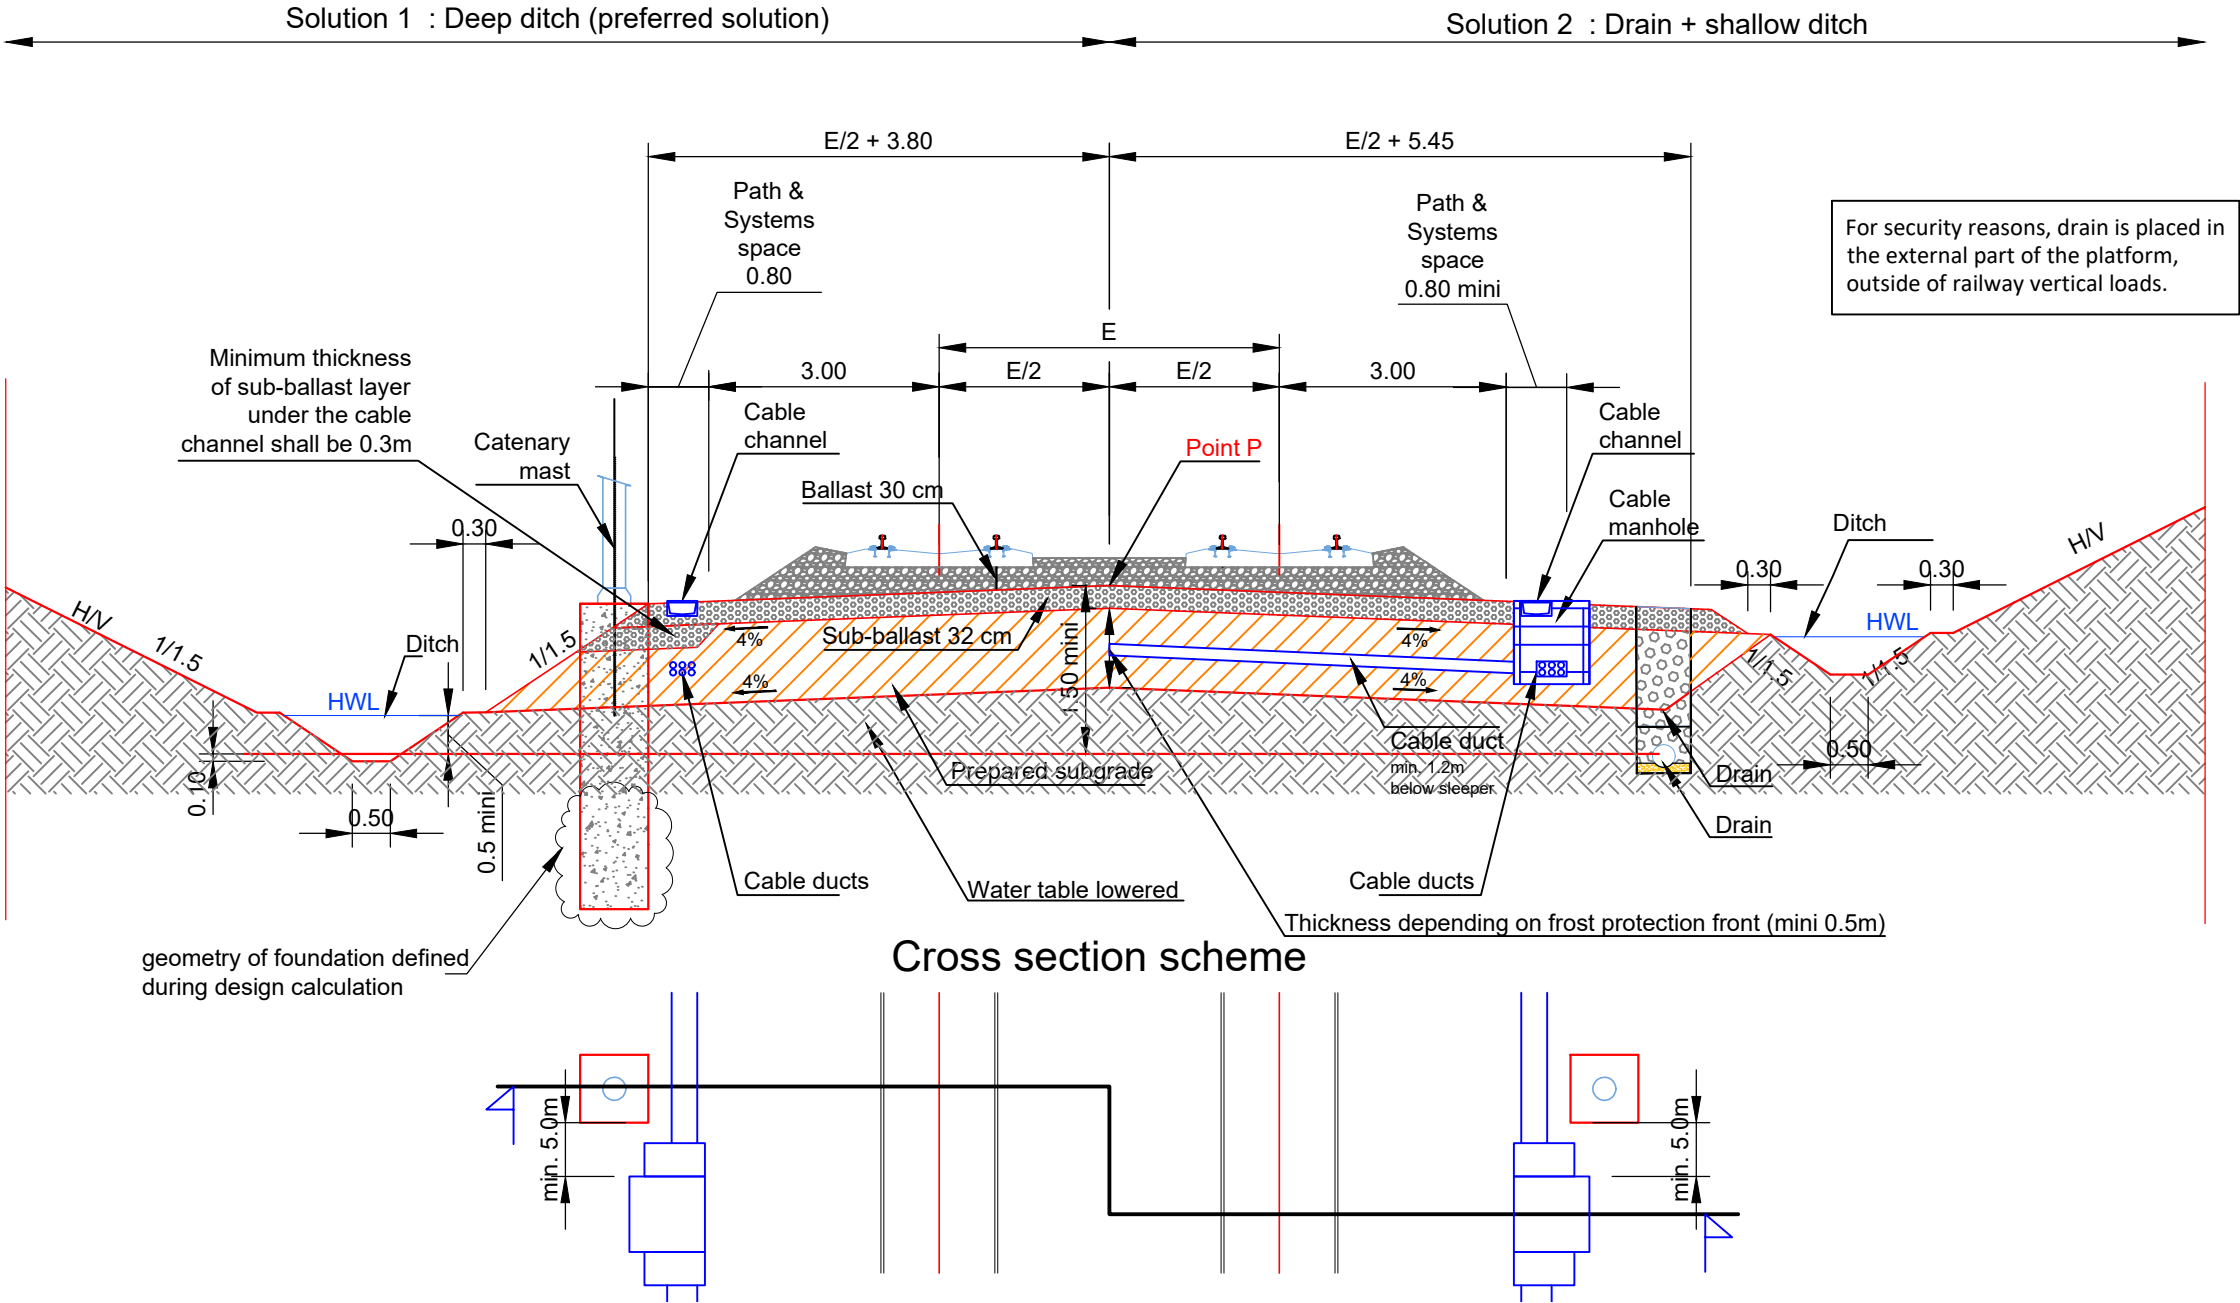 Solution 1 : Deep ditch (preferred solution)
Solution 2 : Drain + shallow ditch
E/2 + 3.80
E/2 + 5.45
Path &
Systems
space
0.80
Path &
Systems
space
0.80 mini
For security reasons, drain is placed in
the external part of the platform,
outside of railway vertical loads.
E
3.00
E/2
E/2
3.00
Minimum thickness
of sub-ballast layer
under the cable
channel shall be 0.3m
Catenary
mast
Cable
channel
Point P
Cable
channel
Ballast 30 cm
Cable
manhole
Ditch
0.30
0.30
0.30
H/V
H/V
1/1.5
1/1.5
Ditch
HWL
HWL
4%
Sub-ballast 32 cm
4%
4%
4%
1.50 mini
1/1.5
1/1.5
0.10
0.50
0.5 mini
Prepared subgrade
Cable duct
min. 1.2m
below sleeper
0.50
Drain
Drain
Cable ducts
Water table lowered
Cable ducts
Thickness depending on frost protection front (mini 0.5m)
geometry of foundation defined
during design calculation
Cross section scheme
min. 5.0m
min. 5.0m